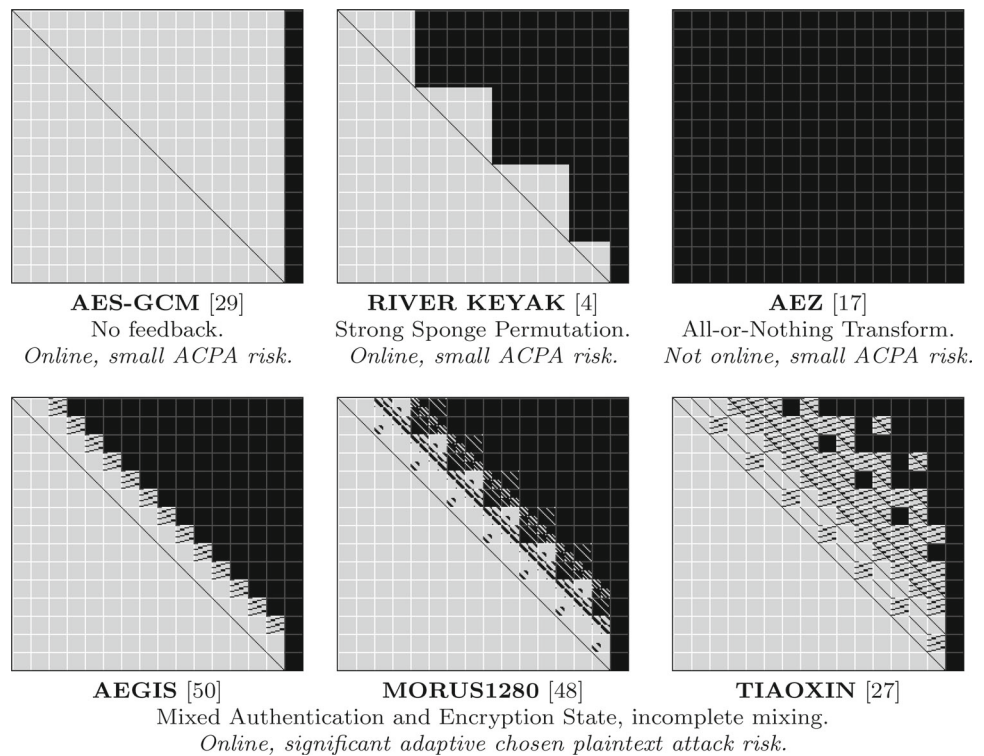 AES-GCM [29]
No feedback.
Online, small ACPA risk.
RIVER KEYAK [4]
Strong Sponge Permutation.
Online, small ACPA risk.
AEZ [17]
All-or-Nothing Transform.
Not online, small ACPA risk.
AEGIS [50]
MORUS1280 [48]
TIAOXIN [27]
Mixed Authentication and Encryption State, incomplete mixing.
Online, significant adaptive chosen plaintext attack risk.